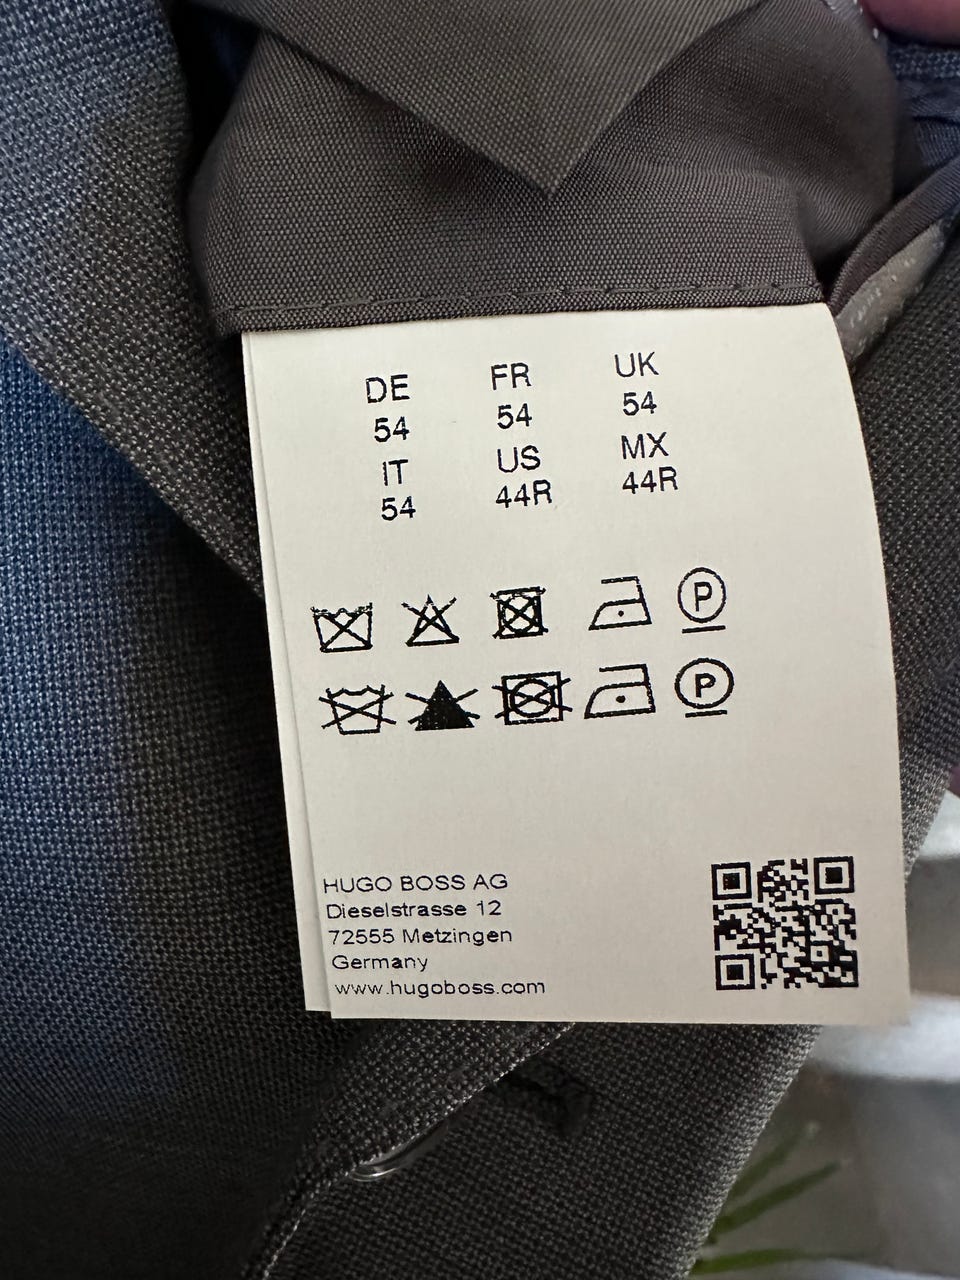 DE FR UK
54 54 54
IT US MX
54 44R 44R
P
P
HUGO BOSS AG
Dieselstrasse 12
72555 Metzingen
Germany
www.hugoboss.com